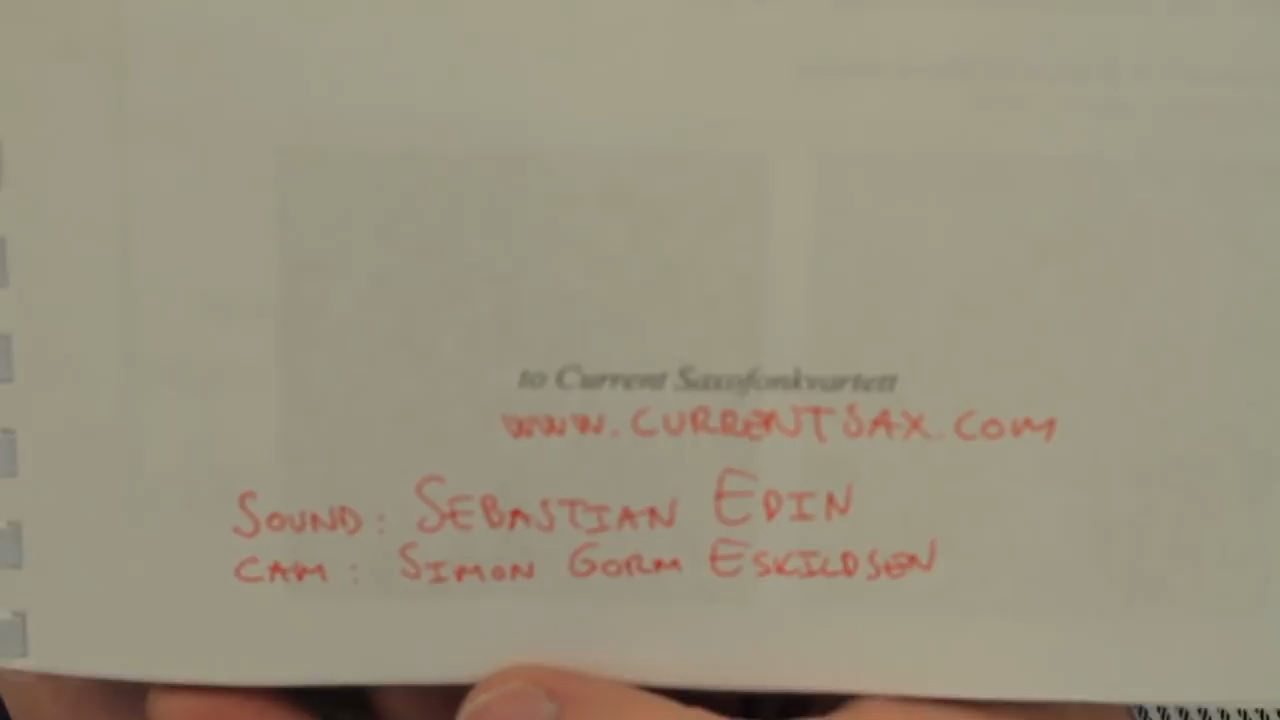 to Current Saxofonkvartett
WWW.CURRENTSAX.COM
SOUND: SEBASTIAN EDIN
CAM: SIMON GORM ESKILDSEN